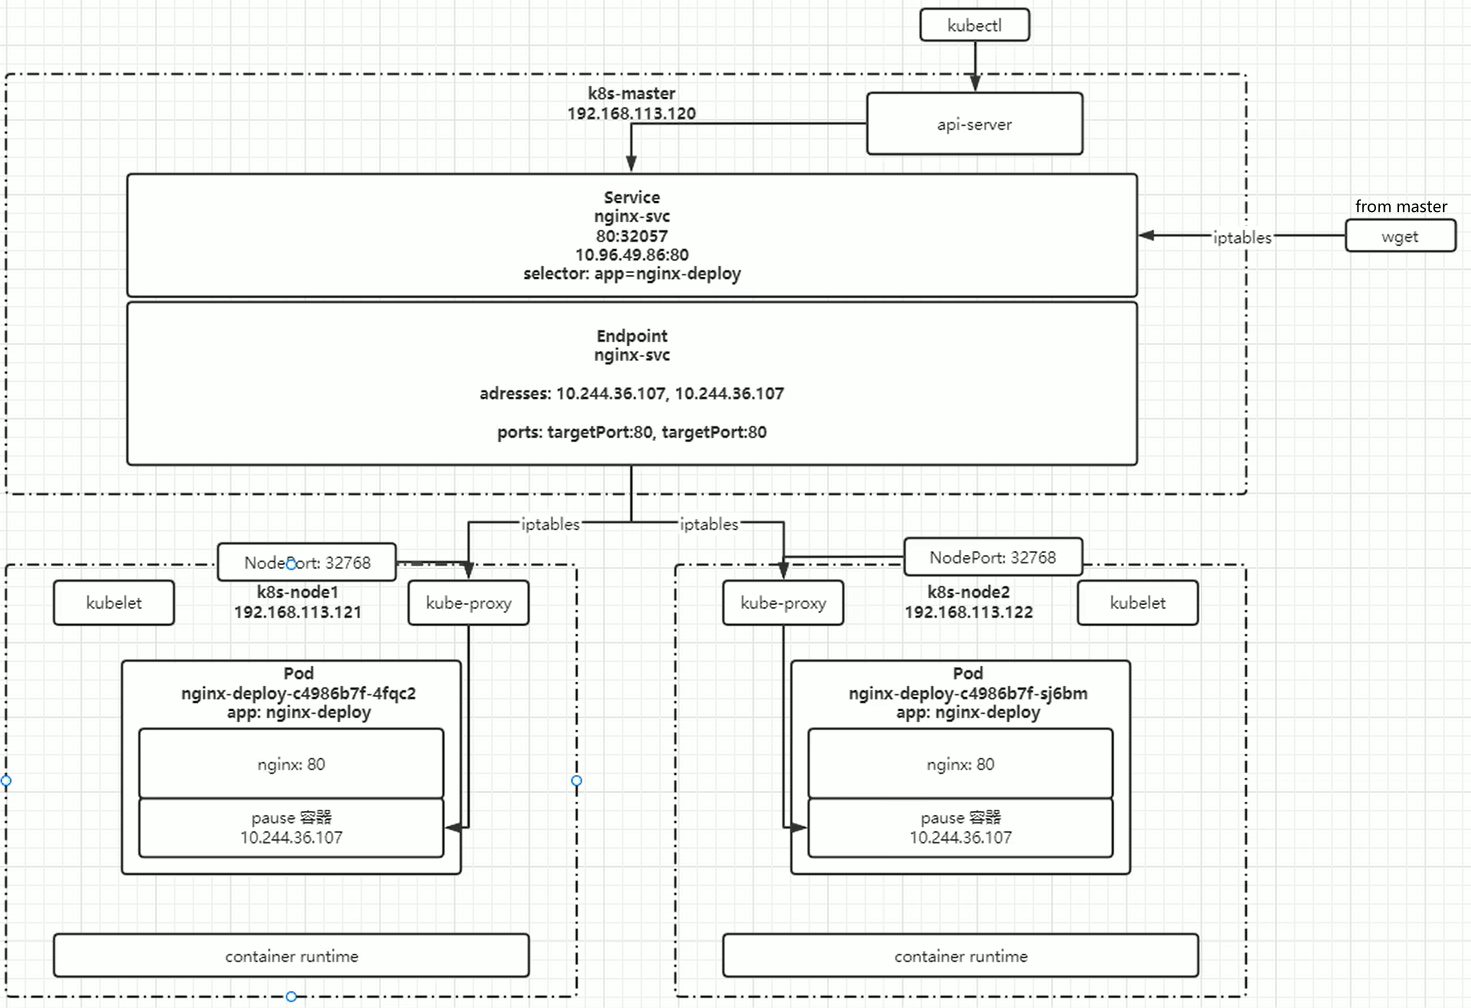 kubectl
k8s-master
192.168.113.120
api-server
Service
nginx-svc
80:32057
10.96.49.86:80
selector: app=nginx-deploy
from master
iptables
wget
Endpoint
nginx-svc
adresses: 10.244.36.107, 10.244.36.107
ports: targetPort:80, targetPort:80
iptables
iptables
NodePort: 32768
k8s-node1
192.168.113.121
kubelet
kube-proxy
Pod
nginx-deploy-c4986b7f-4fqc2
app: nginx-deploy
nginx: 80
pause 容器
10.244.36.107
container runtime
NodePort: 32768
kube-proxy
k8s-node2
192.168.113.122
kubelet
Pod
nginx-deploy-c4986b7f-sj6bm
app: nginx-deploy
nginx: 80
pause 容器
10.244.36.107
container runtime